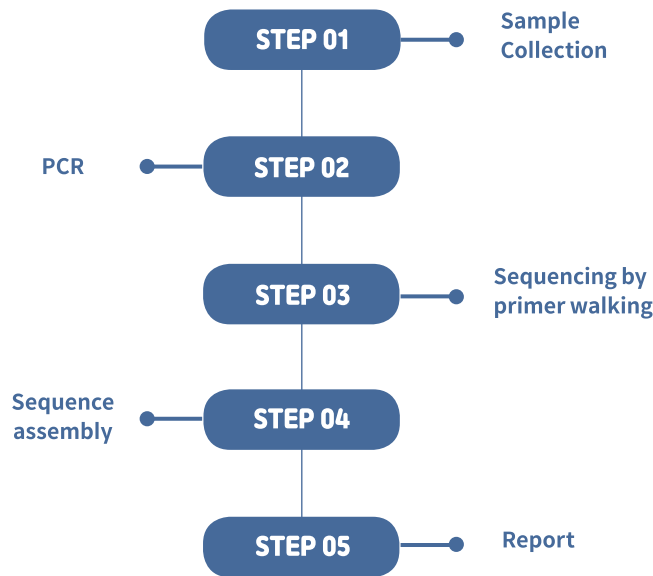 STEP 01
Sample
Collection
PCR
STEP 02
STEP 03
Sequencing by
primer walking
Sequence
assembly
STEP 04
STEP 05
Report